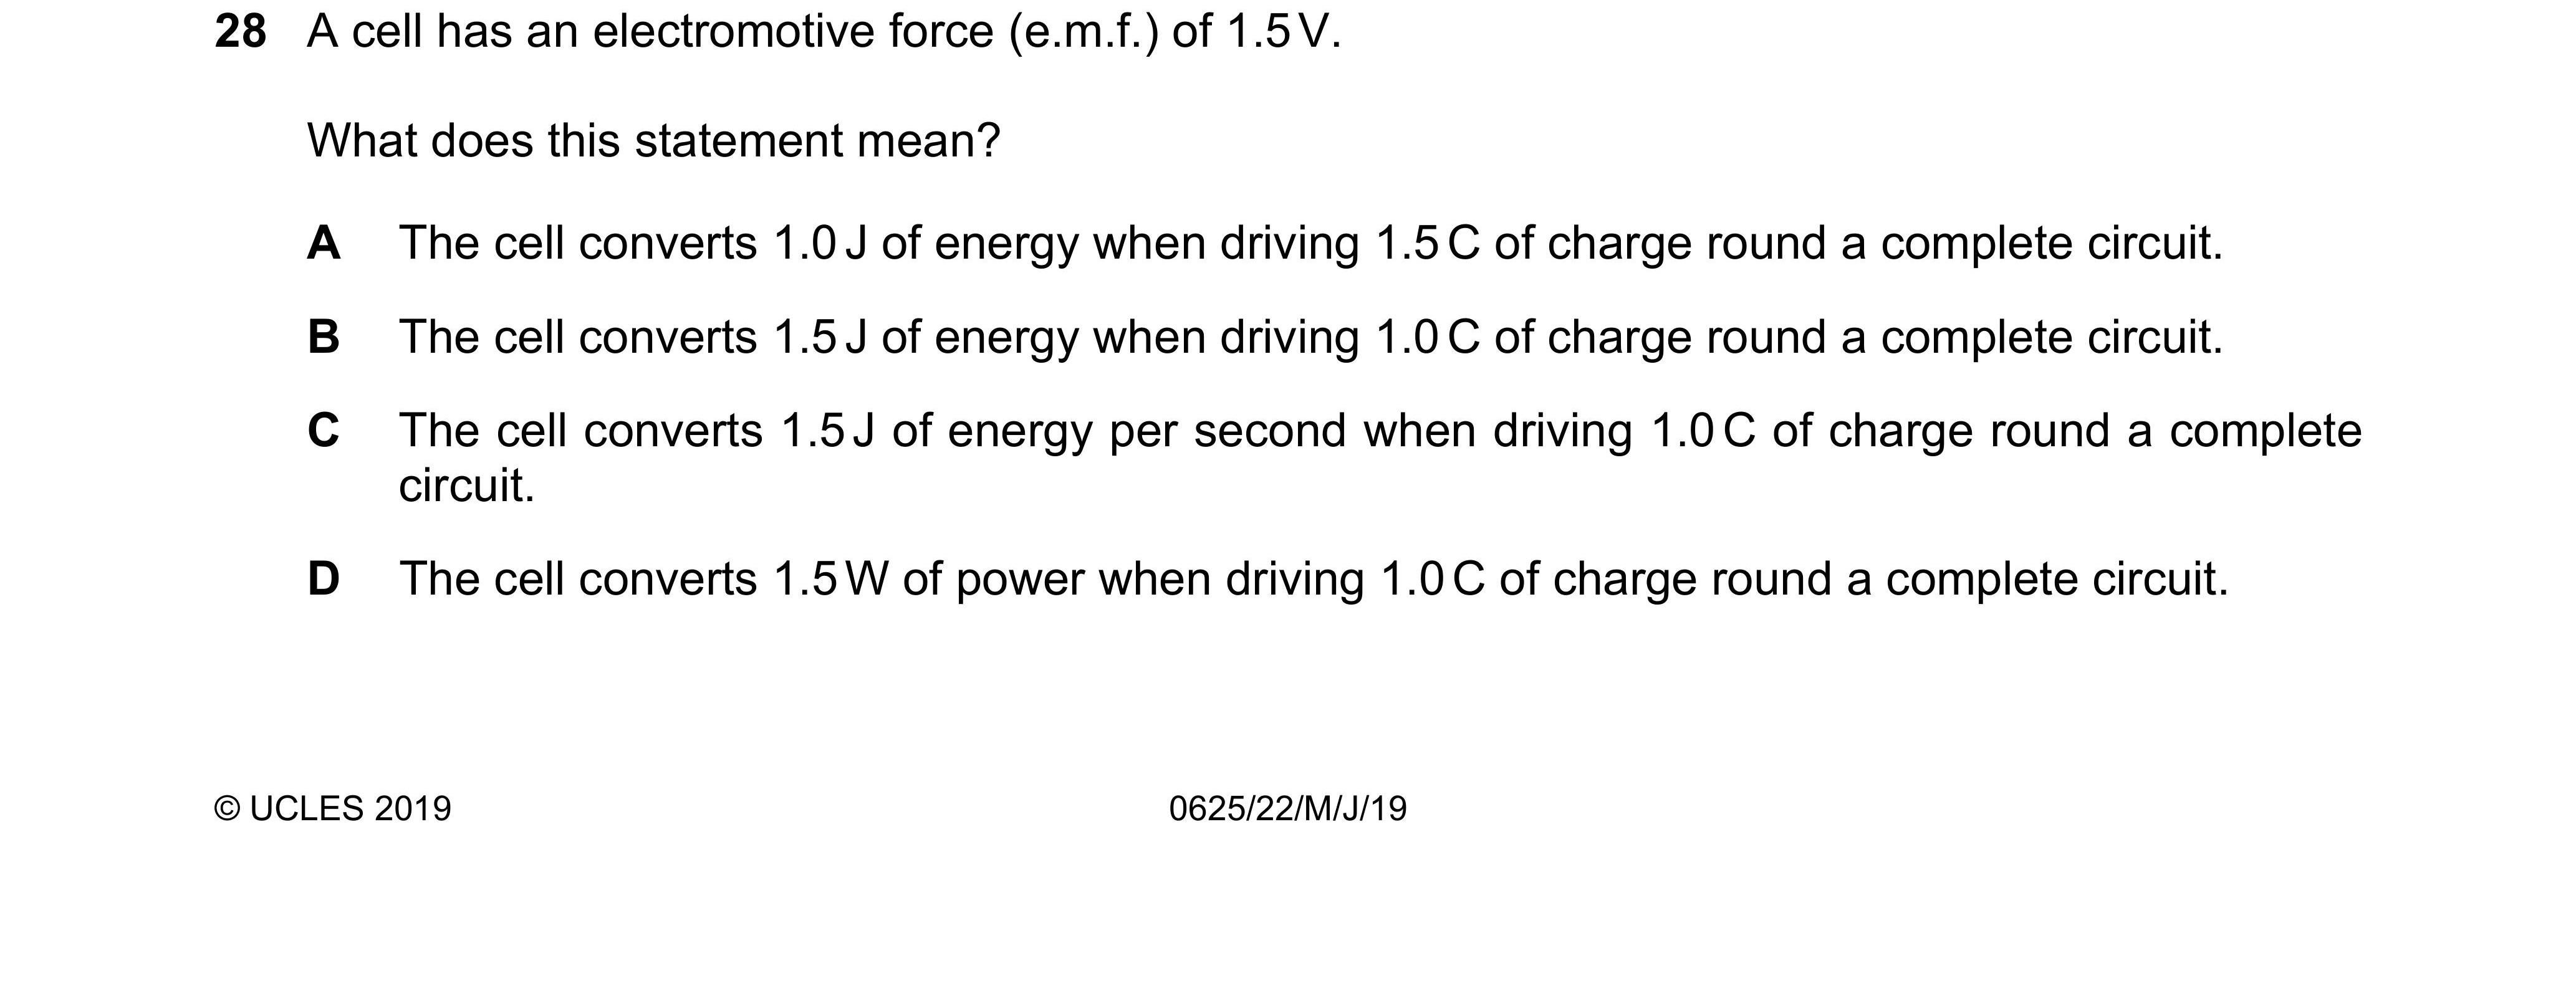 28 A cell has an electromotive force (e.m.f.) of 1.5 V.
What does this statement mean?
A The cell converts 1.0 J of energy when driving 1.5 C of charge round a complete circuit.
B The cell converts 1.5 J of energy when driving 1.0 C of charge round a complete circuit.
C The cell converts 1.5 J of energy per second when driving 1.0 C of charge round a complete
circuit.
D The cell converts 1.5 W of power when driving 1.0 C of charge round a complete circuit.
© UCLES 2019 0625/22/M/J/19